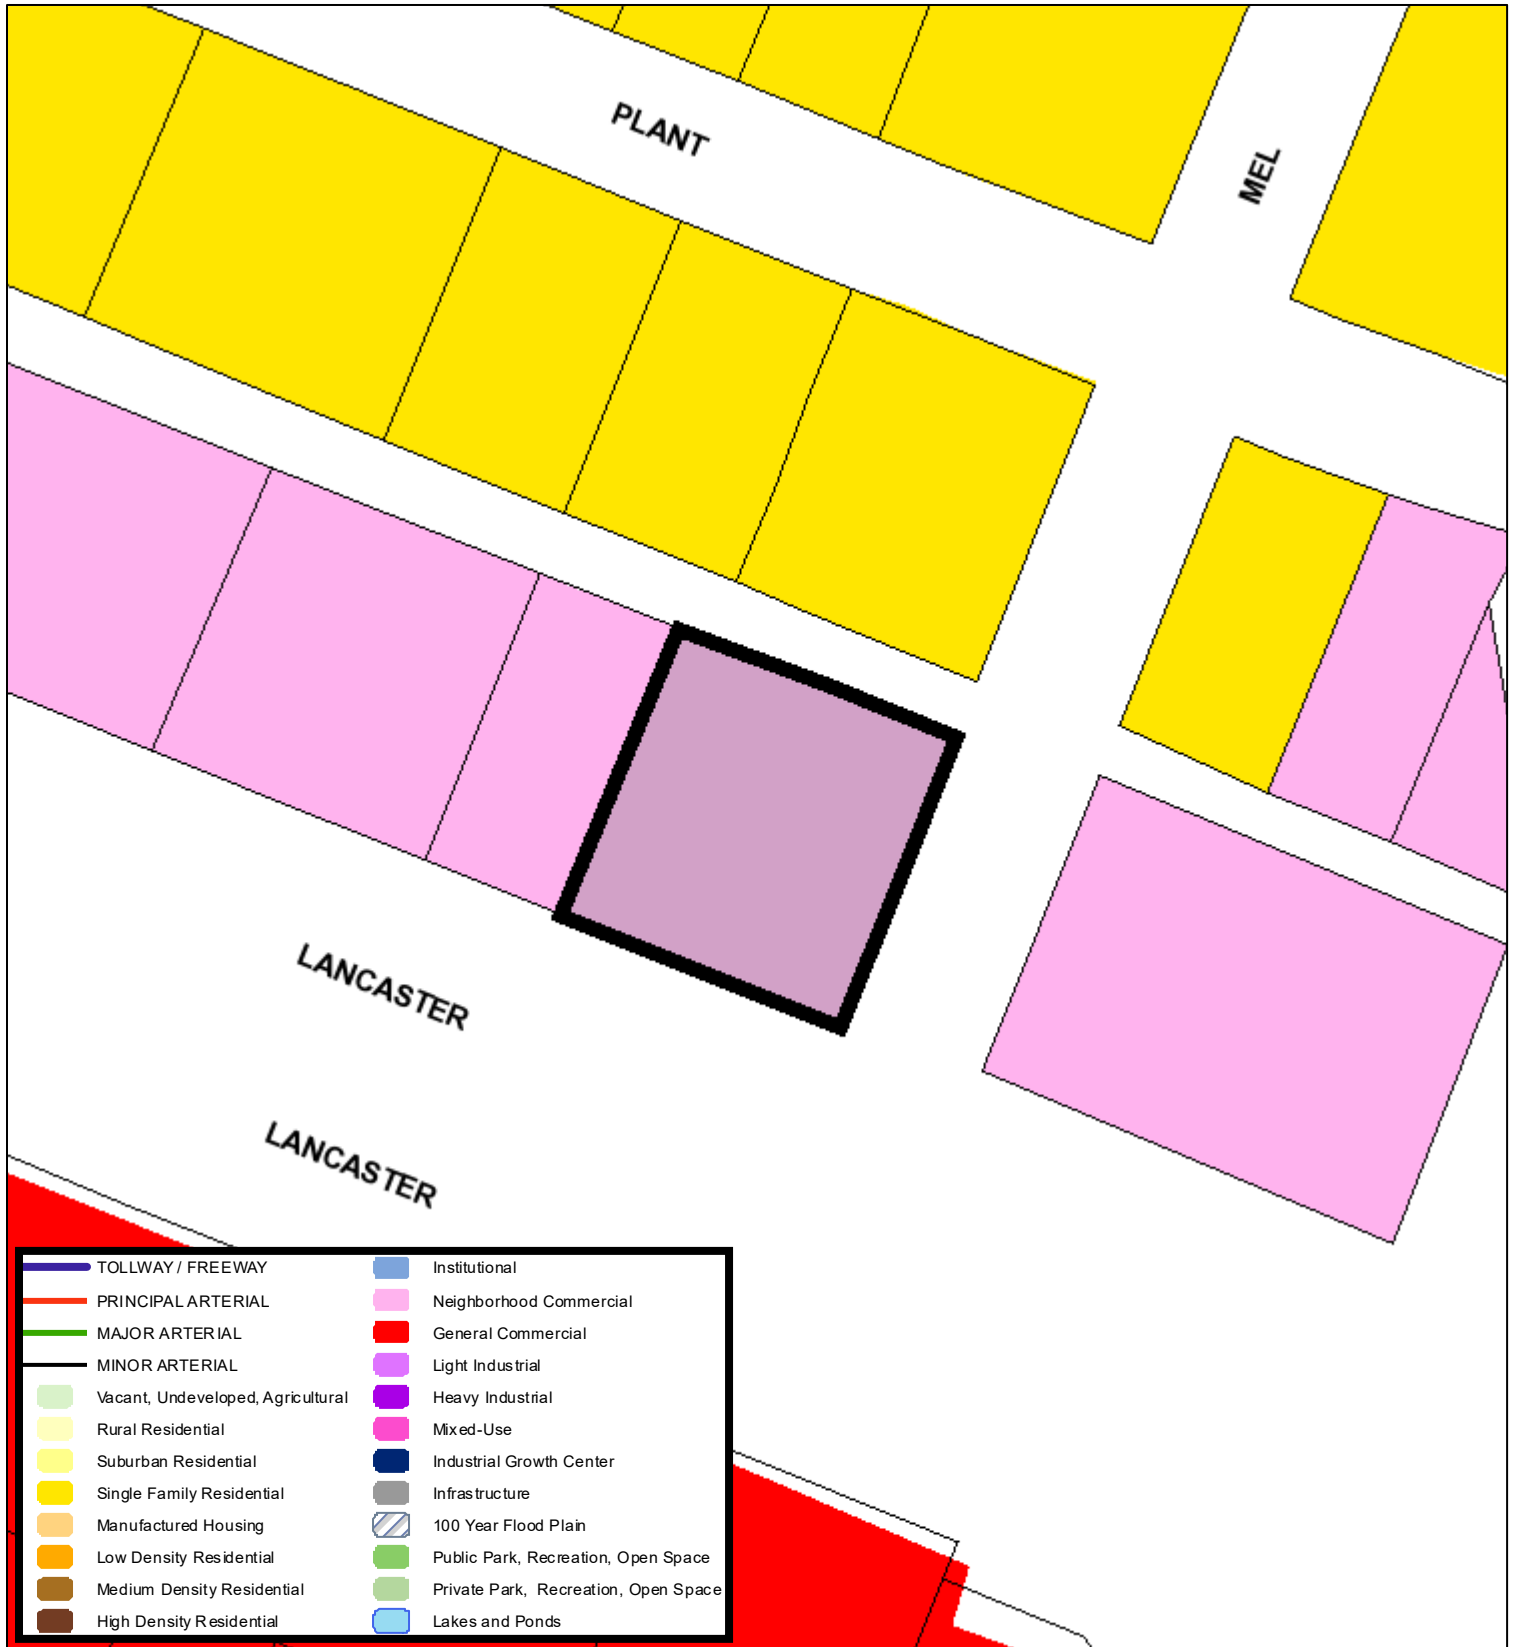 PLANT
MEL
LANCASTER
LANCASTER
TOLLWAY / FREEWAY
PRINCIPAL ARTERIAL
MAJOR ARTERIAL
MINOR ARTERIAL
Vacant, Undeveloped, Agricultural
Rural Residential
Suburban Residential
Single Family Residential
Manufactured Housing
Low Density Residential
Medium Density Residential
High Density Residential
Institutional
Neighborhood Commercial
General Commercial
Light Industrial
Heavy Industrial
Mixed-Use
Industrial Growth Center
Infrastructure
100 Year Flood Plain
Public Park, Recreation, Open Space
Private Park, Recreation, Open Space
Lakes and Ponds